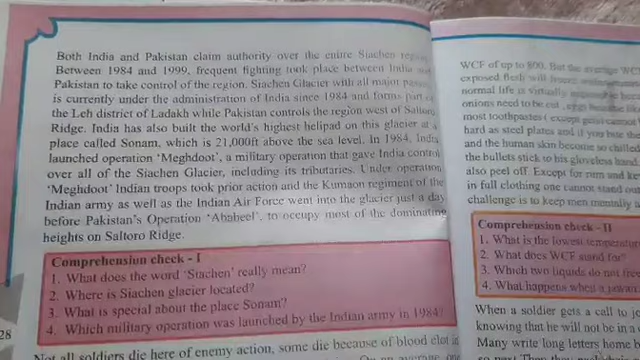 Both India and Pakistan claim authority over the entire Siachen
Between 1984 and 1999, frequent fighting took place between India
Pakistan to take control of the region. Siachen Glacier with all major
is currently under the administration of India since 1984 and forms part of
the Leh district of Ladakh while Pakistan controls the region west of Saltoro
Ridge. India has also built the world's highest helipad on this glacier at a
place called Sonam, which is 21,000ft above the sea level. In 1984, India
launched operation 'Meghdoot', a military operation that gave India control
over all of the Siachen Glacier, including its tributaries. Under operation
'Meghdoot' Indian troops took prior action and the Kumaon regiment of the
Indian army as well as the Indian Air Force went into the glacier just a day
before Pakistan's Operation 'Ababeel', to occupy most of the dominating
heights on Saltoro Ridge.
Comprehension check - I
1. What does the word 'Siachen' really mean?
2. Where is Siachen glacier located?
3. What is special about the place Sonam?
4. Which military operation was launched by the Indian army in 1984?
28
Not all soldiers die here of enemy action, some die because of blood clot in
WCF of up to 800. But the average
exposed flesh will freeze
normal life is virtually
onions need to be cut, eggs
most toothpastes (except
hard as steel plates and if you
and the human skin become so chilled
the bullets stick to his gloveless hand.
also peel off. Except for rum and
in full clothing one cannot stand
challenge is to keep men mentally
Comprehension check - II
1. What is the lowest temperature
2. What does WCF stand for?
3. Which two liquids do not
4. What happens when a jawan
When a soldier gets a call to
knowing that he will not be in
Many write long letters home